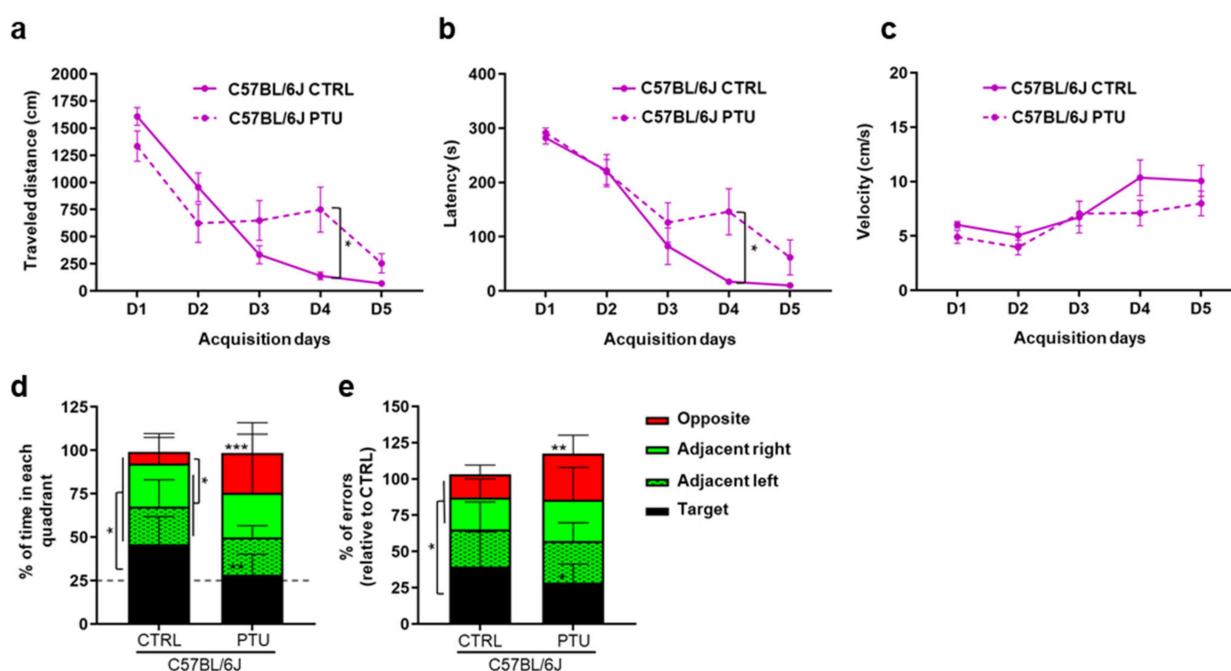 a
Traveled distance (cm)
2000
1750
1500
1250
1000
750
500
250
0
C57BL/6J CTRL
C57BL/6J PTU
*
D1 D2 D3 D4 D5
Acquisition days
b
Latency (s)
400
300
200
100
0
C57BL/6J CTRL
C57BL/6J PTU
*
D1 D2 D3 D4 D5
Acquisition days
c
Velocity (cm/s)
20
15
10
5
0
C57BL/6J CTRL
C57BL/6J PTU
D1 D2 D3 D4 D5
Acquisition days
d
% of time in each
quadrant
125
100
75
50
25
0
***
*
*
**
CTRL PTU
C57BL/6J
e
% of errors
(relative to CTRL)
150
125
100
75
50
25
0
**
*
*
CTRL PTU
C57BL/6J
Opposite
Adjacent right
Adjacent left
Target